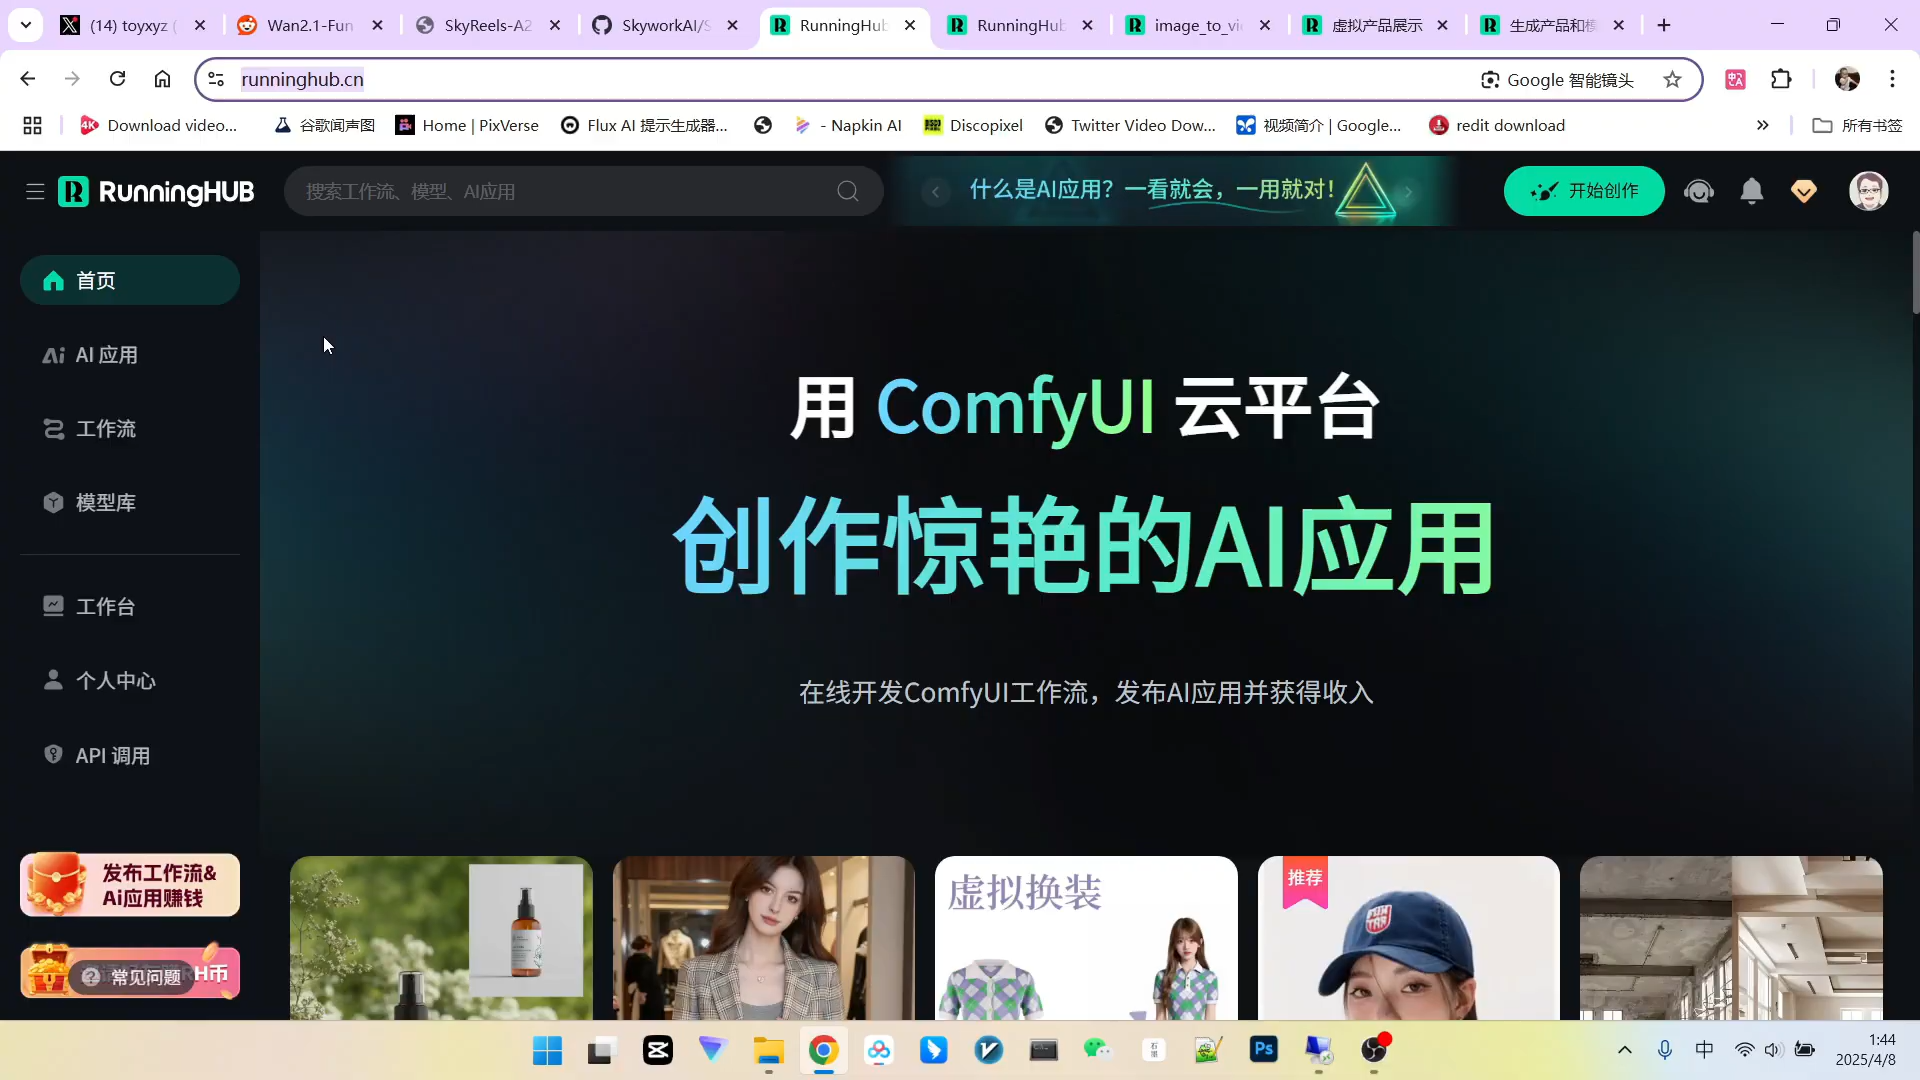 (14) toyxyz (
Wan2.1-Fun
SkyReels-A2
SkyworkAI/S
RunningHub
RunningHub
image_to_vi
虚拟产品展示
生成产品和模
runninghub.cn
Google 智能镜头
Download video...
谷歌闻声图
Home | PixVerse
Flux AI 提示生成器...
- Napkin AI
Discopixel
Twitter Video Dow...
视频简介 | Google...
redit download
所有书签
RunningHUB
搜索工作流、模型、AI应用
什么是AI应用？一看就会，一用就对！
开始创作
首页
AI 应用
工作流
模型库
工作台
个人中心
API 调用
发布工作流&
Ai应用赚钱
常见问题
H币
用 ComfyUI 云平台
创作惊艳的AI应用
在线开发ComfyUI工作流，发布AI应用并获得收入
虚拟换装
推荐
中
1:44
2025/4/8